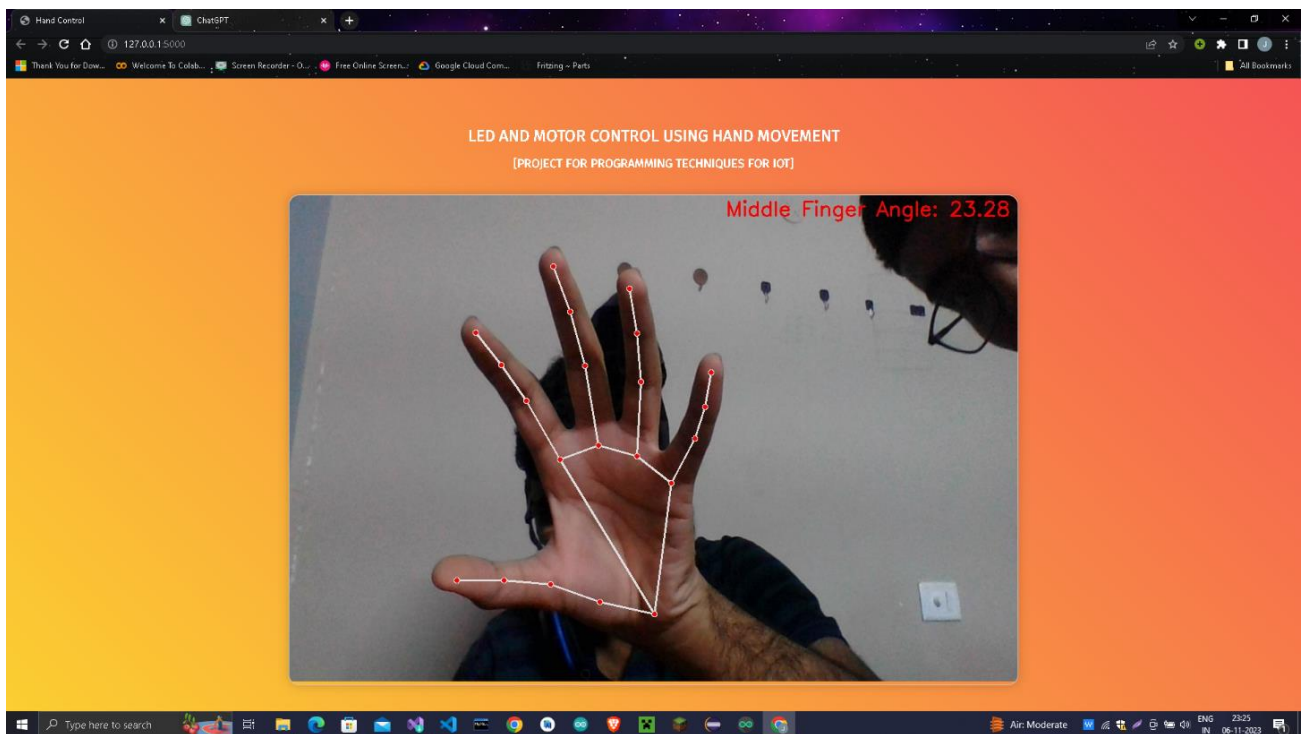 Hand Control
ChatGPT
127.0.0.1:5000
Thank You for Dow...
Welcome To Colab...
Screen Recorder - O...
Free Online Screen...
Google Cloud Com...
Fritzing ~ Parts
All Bookmarks
LED AND MOTOR CONTROL USING HAND MOVEMENT
[PROJECT FOR PROGRAMMING TECHNIQUES FOR IOT]
Middle Finger Angle: 23.28
Type here to search
Air: Moderate
ENG
IN
23:25
06-11-2023